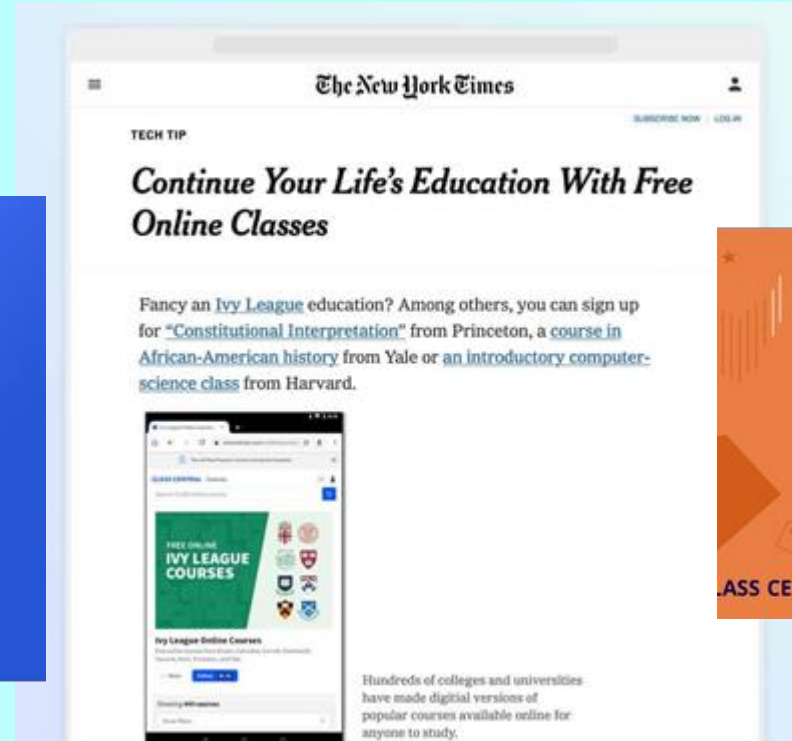 The New York Times
SUBSCRIBE NOW | LOG IN
TECH TIP
Continue Your Life's Education With Free
Online Classes
Fancy an Ivy League education? Among others, you can sign up
for "Constitutional Interpretation" from Princeton, a course in
African-American history from Yale or an introductory computer-
science class from Harvard.
CLASS CENTRAL
FREE ONLINE
IVY LEAGUE
COURSES
Ivy League Online Courses
Hundreds of colleges and universities
have made digitial versions of
popular courses available online for
anyone to study.
LASS CE